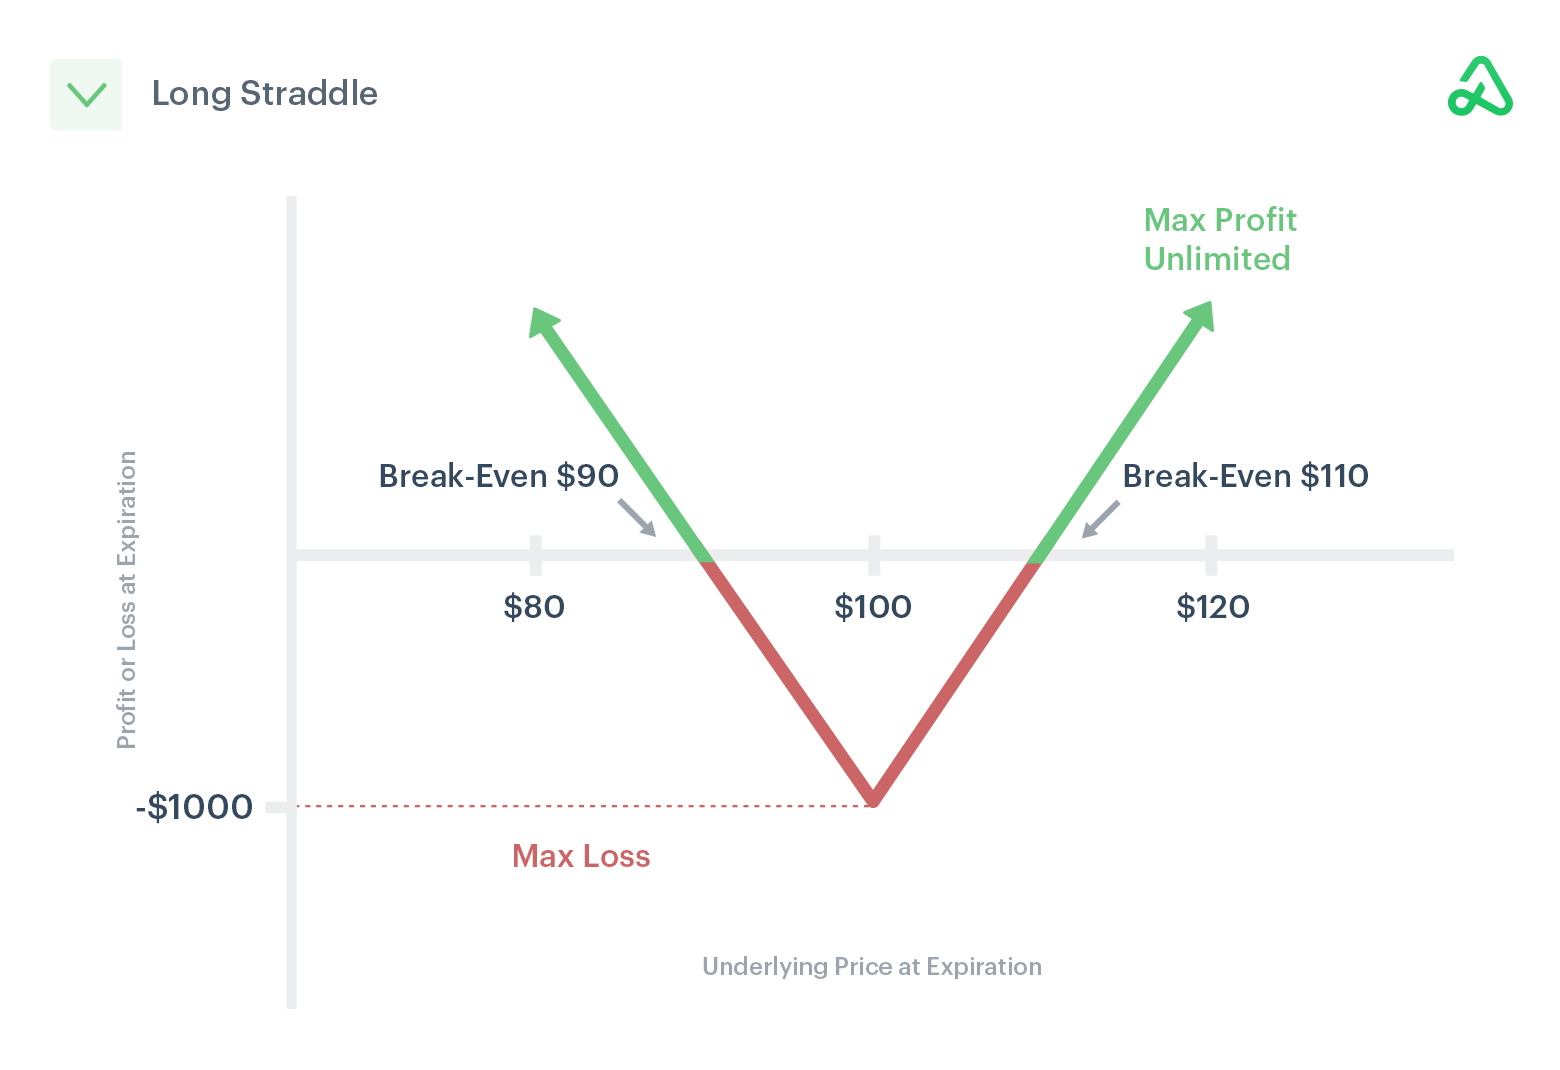 Long Straddle
Max Profit
Unlimited
Break-Even $90
Break-Even $110
$80
$100
$120
Profit or Loss at Expiration
-$1000
Max Loss
Underlying Price at Expiration